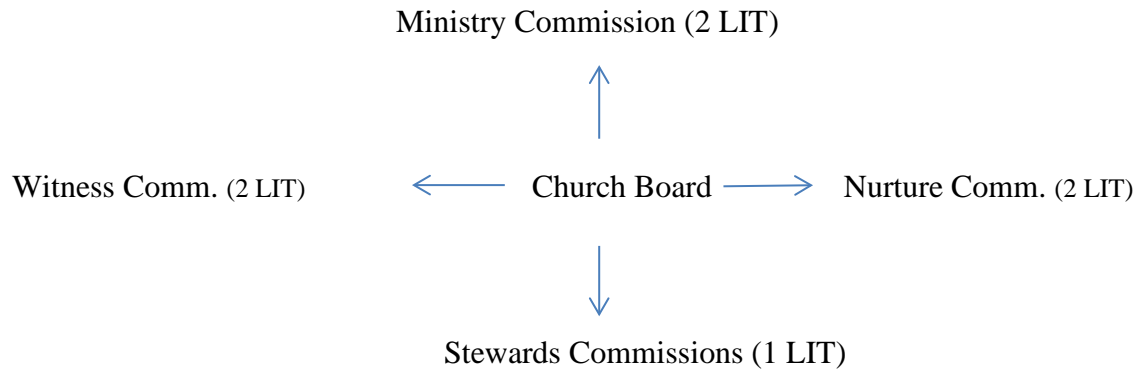 Ministry Commission (2 LIT)
Witness Comm. (2 LIT) Church Board Nurture Comm. (2 LIT)
Stewards Commissions (1 LIT)